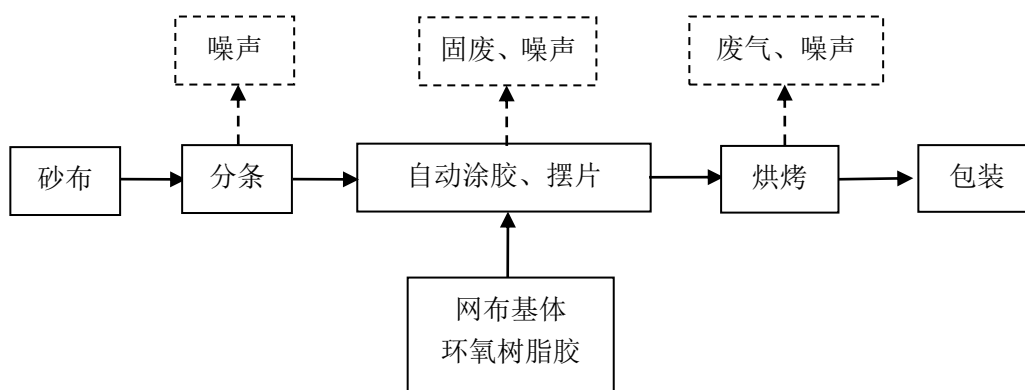 噪声
固废、噪声
废气、噪声
砂布
分条
自动涂胶、摆片
烘烤
包装
网布基体
环氧树脂胶